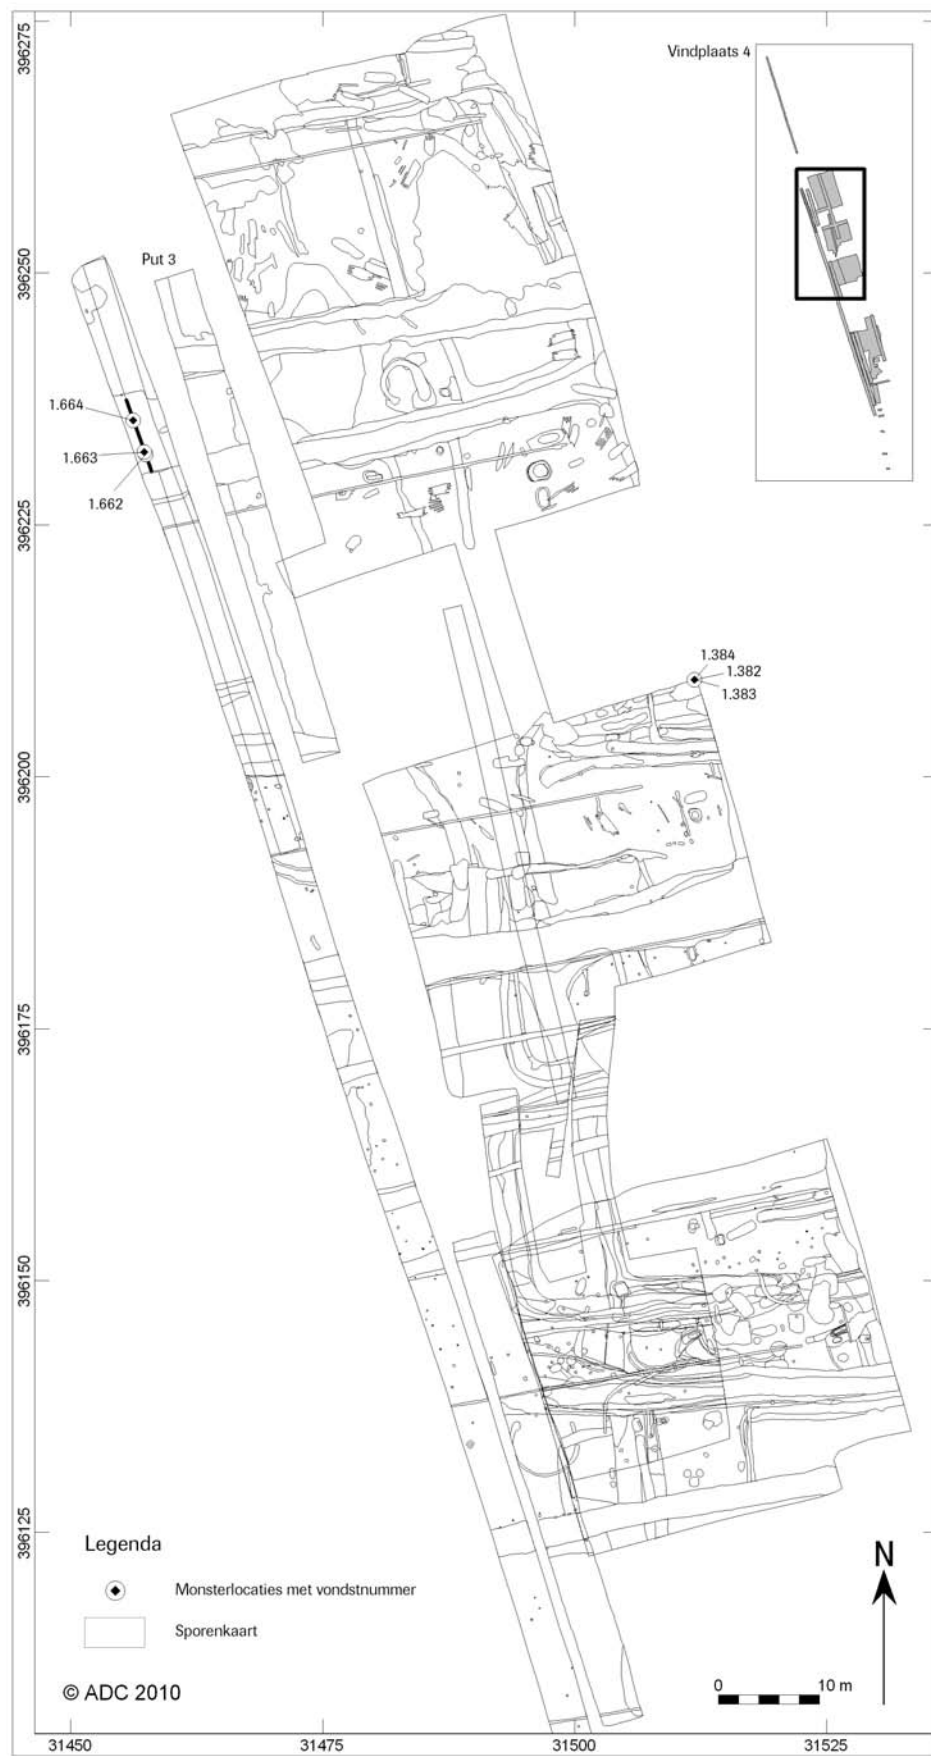 396275
Vindplaats 4
Put 3
396250
1.664
1.663
1.662
396225
1.384
1.382
1.383
396200
396175
396150
396125
Legenda
Monsterlocaties met vondstnummer
Sporenkaart
© ADC 2010
N
0 10 m
31450 31475 31500 31525